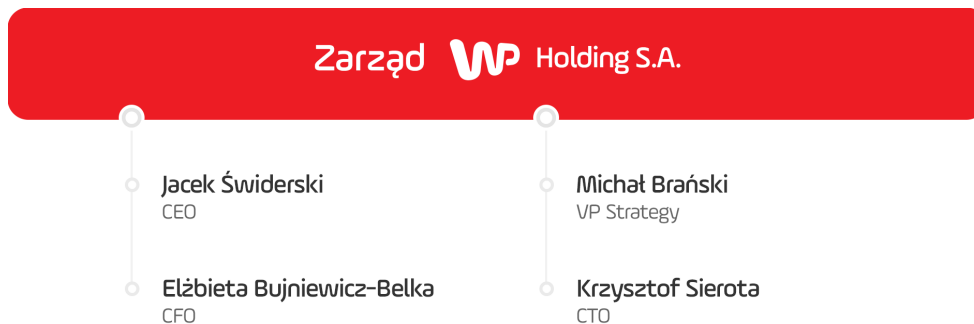 Zarząd WP Holding S.A.
Jacek Świderski
CEO
Elżbieta Bujniewicz-Belka
CFO
Michał Brański
VP Strategy
Krzysztof Sierota
CTO